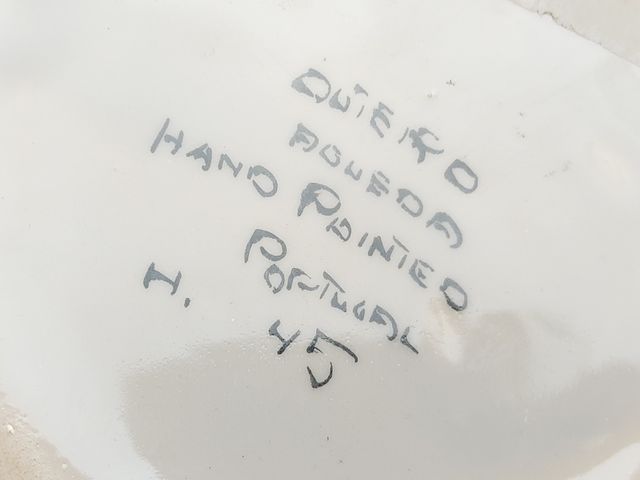 OUTEIRO
AGUEDA
HAND PAINTED
PORTUGAL
I. 45